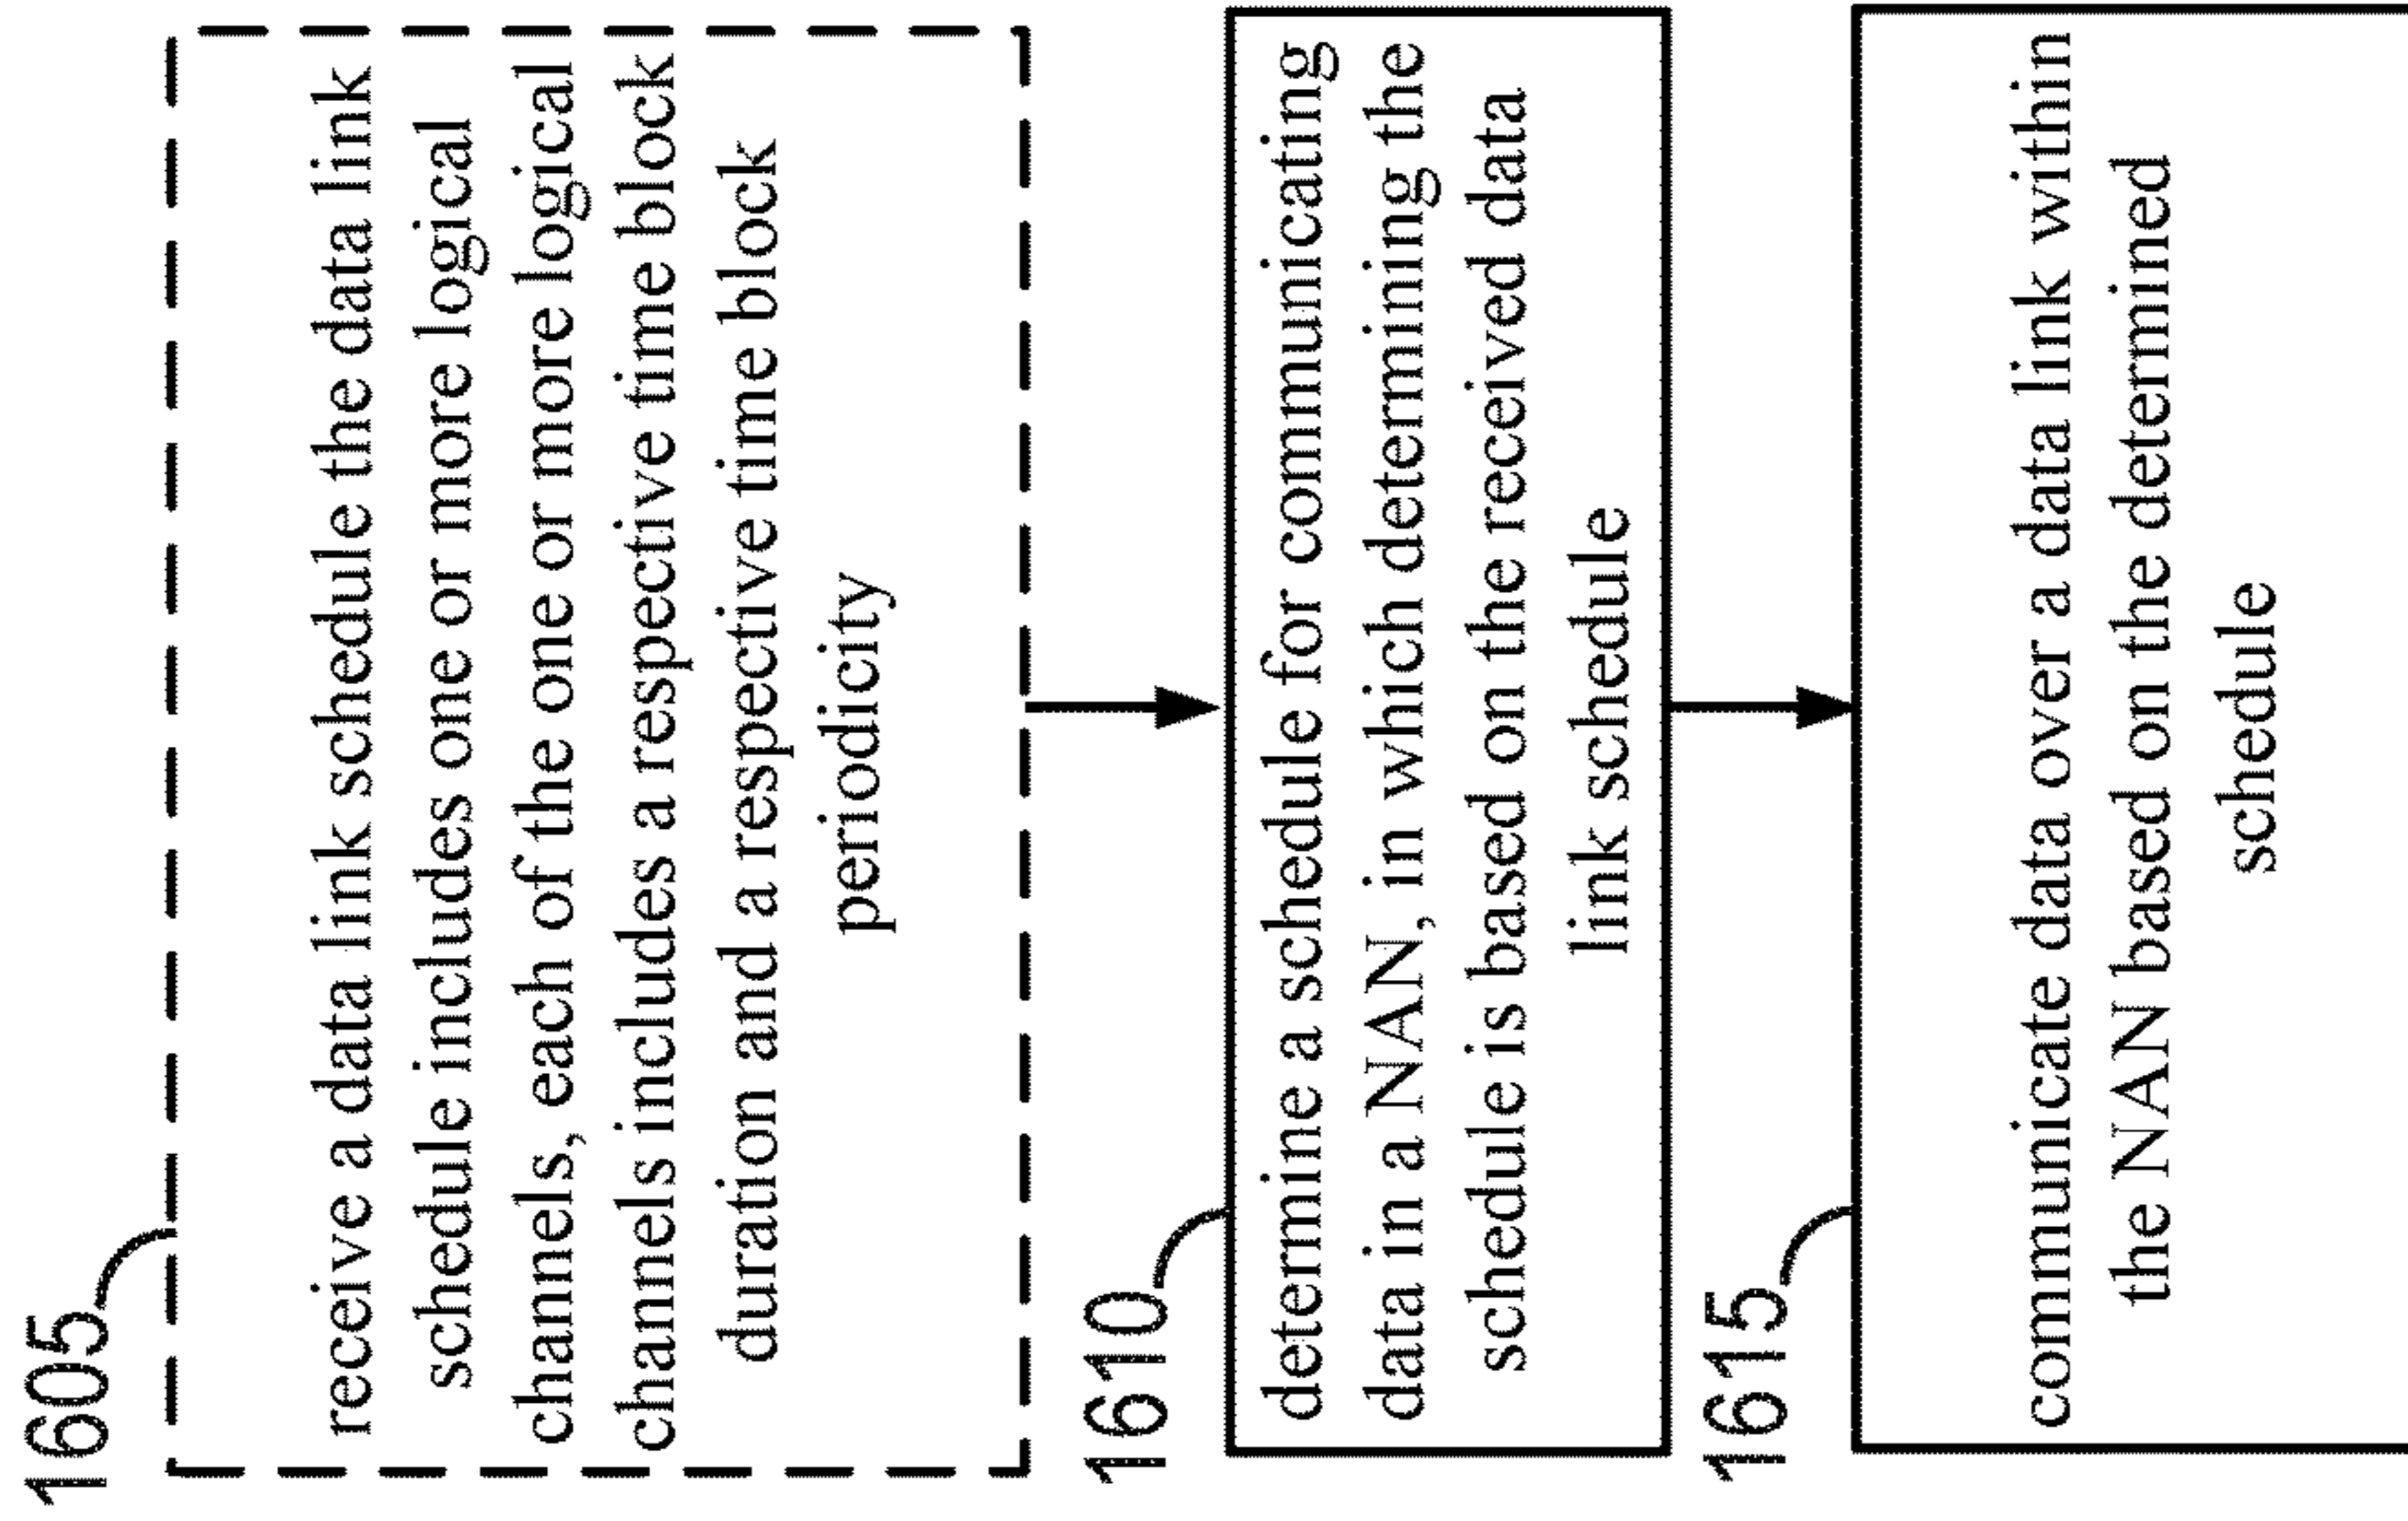 1605
receive a data link schedule the data link
schedule includes one or more logical
channels, each of the one or more logical
channels includes a respective time block
duration and a respective time block
periodicity
1610
determine a schedule for communicating
data in a NAN, in which determining the
schedule is based on the received data
link schedule
1615
communicate data over a data link within
the NAN based on the determined
schedule